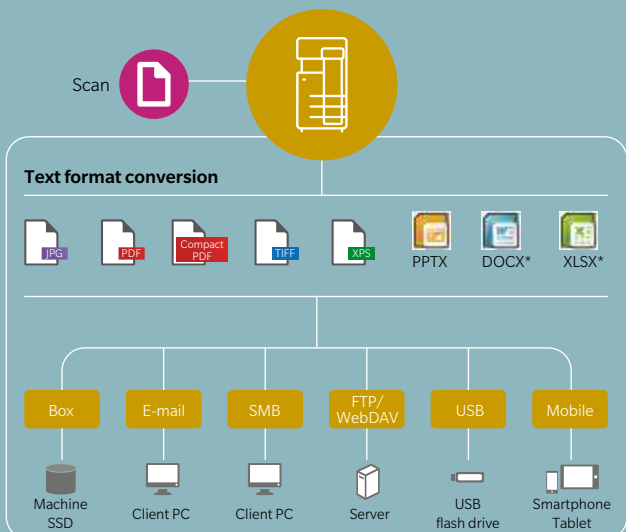 Scan
Text format conversion
JPG
PDF
Compact
PDF
TIFF
XPS
PPTX
DOCX*
XLSX*
Box
E-mail
SMB
FTP/
WebDAV
USB
Mobile
Machine
SSD
Client PC
Client PC
Server
USB
flash drive
Smartphone
Tablet